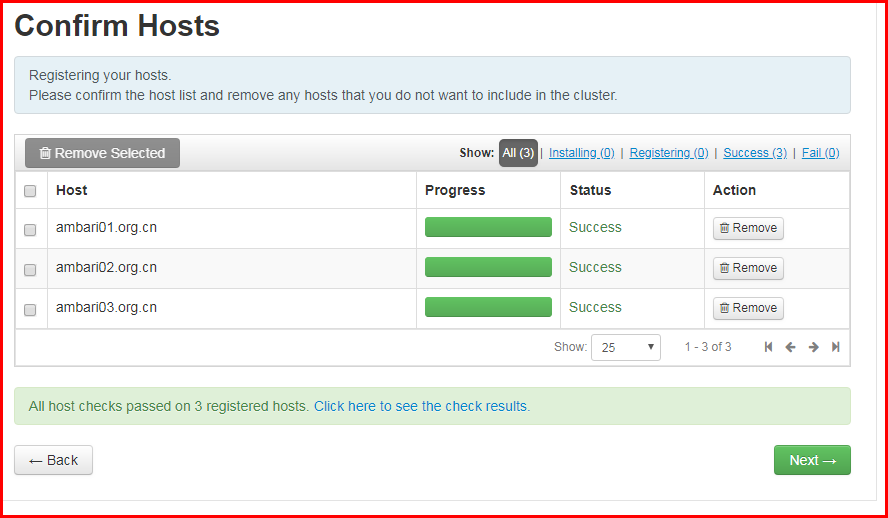 Confirm Hosts
Registering your hosts.
Please confirm the host list and remove any hosts that you do not want to include in the cluster.
Remove Selected Show: All (3) | Installing (0) | Registering (0) | Success (3) | Fail (0)
Host Progress Status Action
ambari01.org.cn Success Remove
ambari02.org.cn Success Remove
ambari03.org.cn Success Remove
Show: 25 1 - 3 of 3
All host checks passed on 3 registered hosts. Click here to see the check results.
← Back Next →